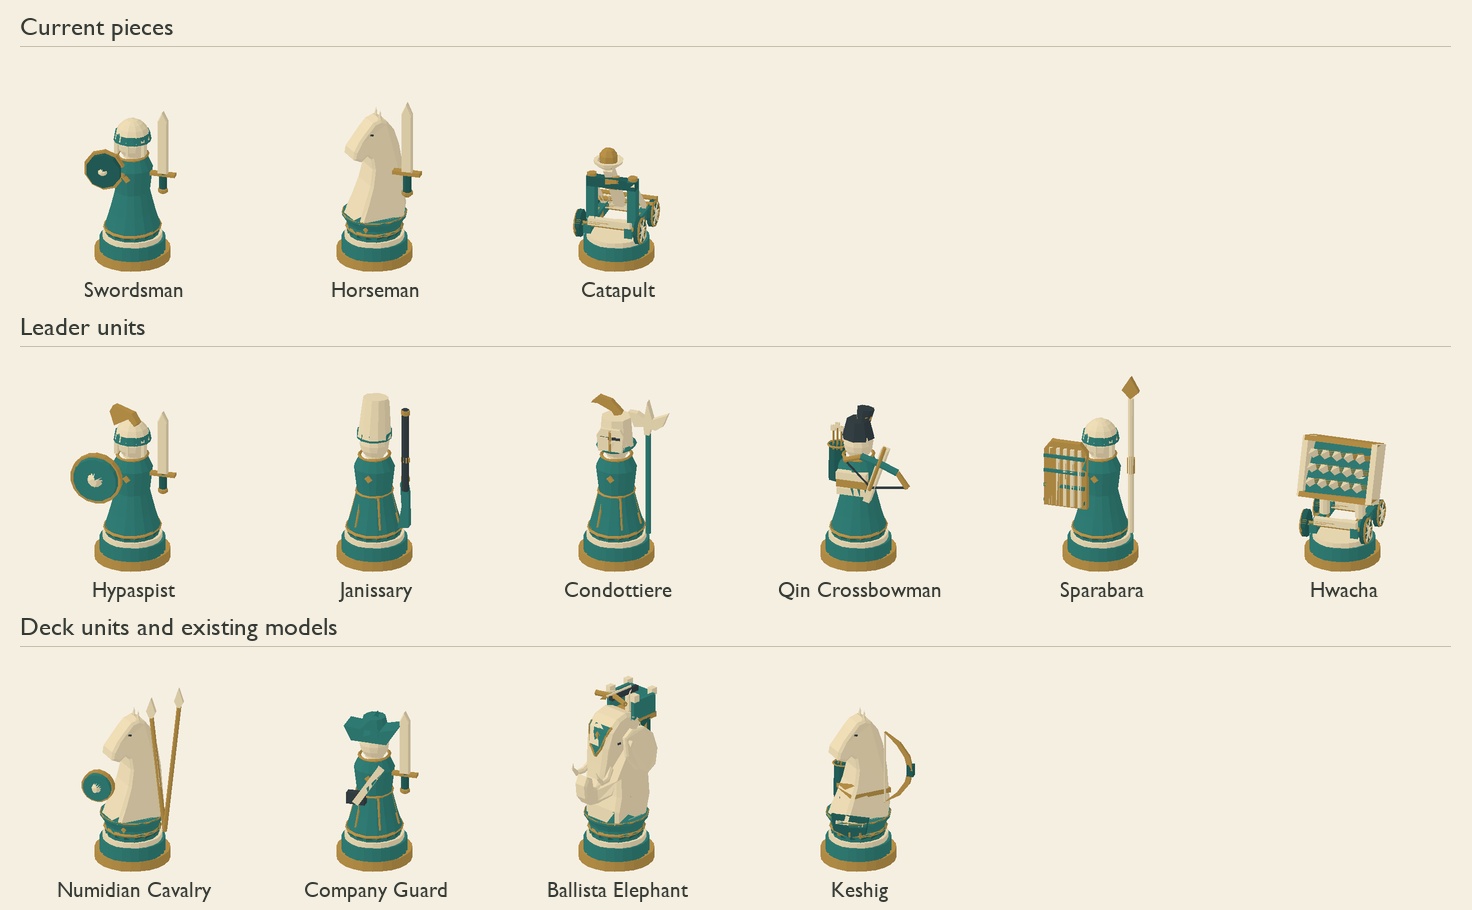 Current pieces
Swordsman Horseman Catapult
Leader units
Hypaspist Janissary Condottiere Qin Crossbowman Sparabara Hwacha
Deck units and existing models
Numidian Cavalry Company Guard Ballista Elephant Keshig